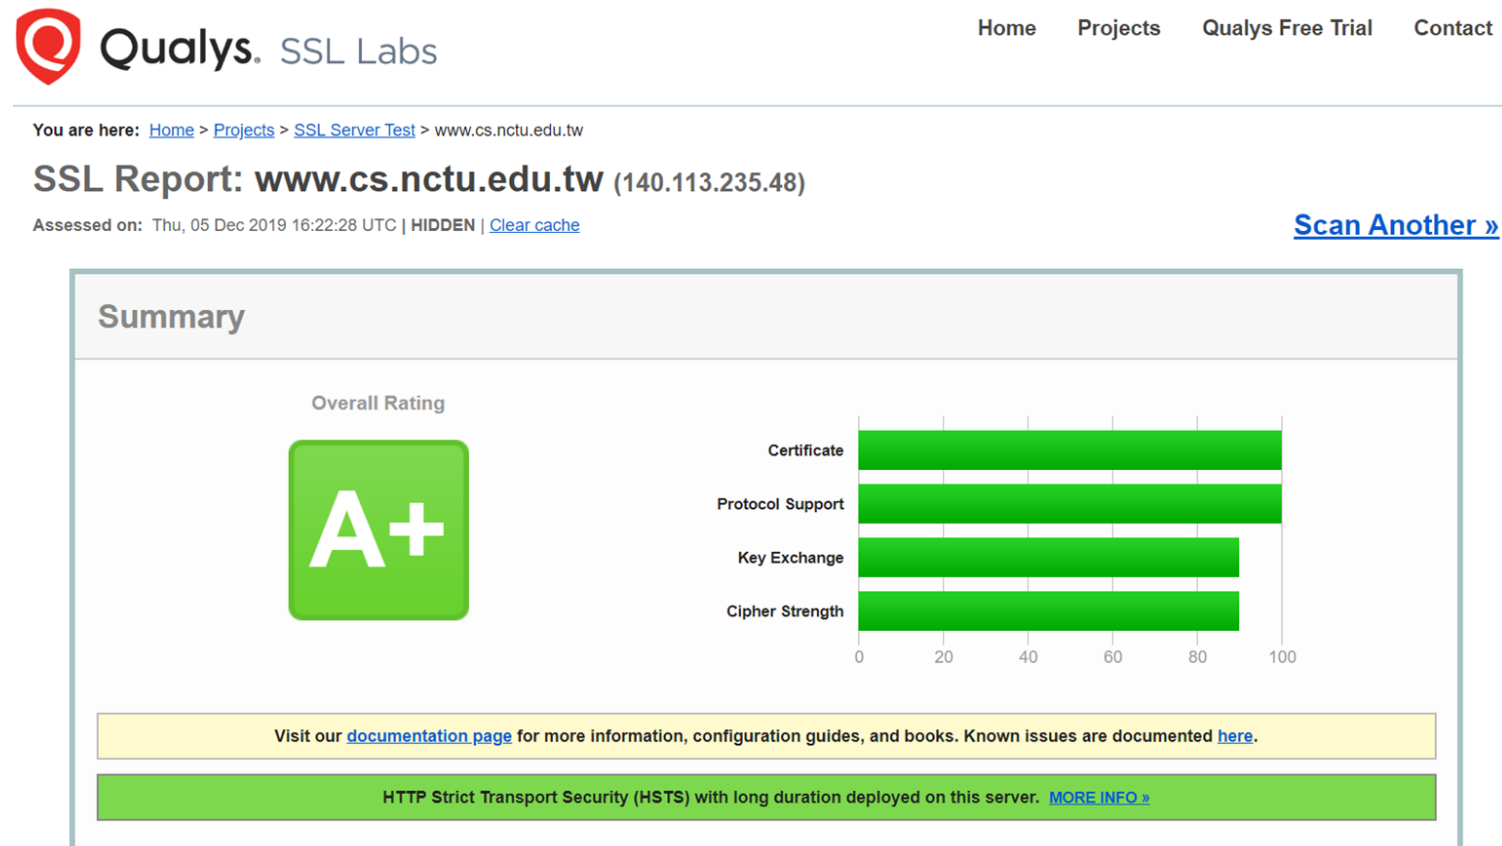 Qualys. SSL Labs
Home Projects Qualys Free Trial Contact
You are here: Home > Projects > SSL Server Test > www.cs.nctu.edu.tw
SSL Report: www.cs.nctu.edu.tw (140.113.235.48)
Assessed on: Thu, 05 Dec 2019 16:22:28 UTC | HIDDEN | Clear cache
Scan Another »
Summary
Overall Rating
A+
Certificate
Protocol Support
Key Exchange
Cipher Strength
0 20 40 60 80 100
Visit our documentation page for more information, configuration guides, and books. Known issues are documented here.
HTTP Strict Transport Security (HSTS) with long duration deployed on this server. MORE INFO »